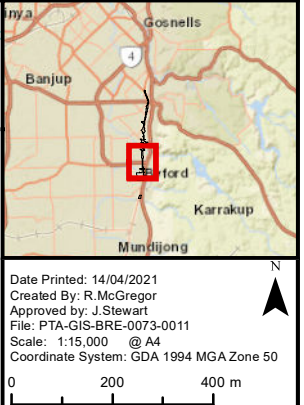 Gosnells
4
Banjup
Byford
Karrakup
Mundijong
N
Date Printed: 14/04/2021
Created By: R.McGregor
Approved by: J.Stewart
File: PTA-GIS-BRE-0073-0011
Scale: 1:15,000 @ A4
Coordinate System: GDA 1994 MGA Zone 50
0 200 400 m